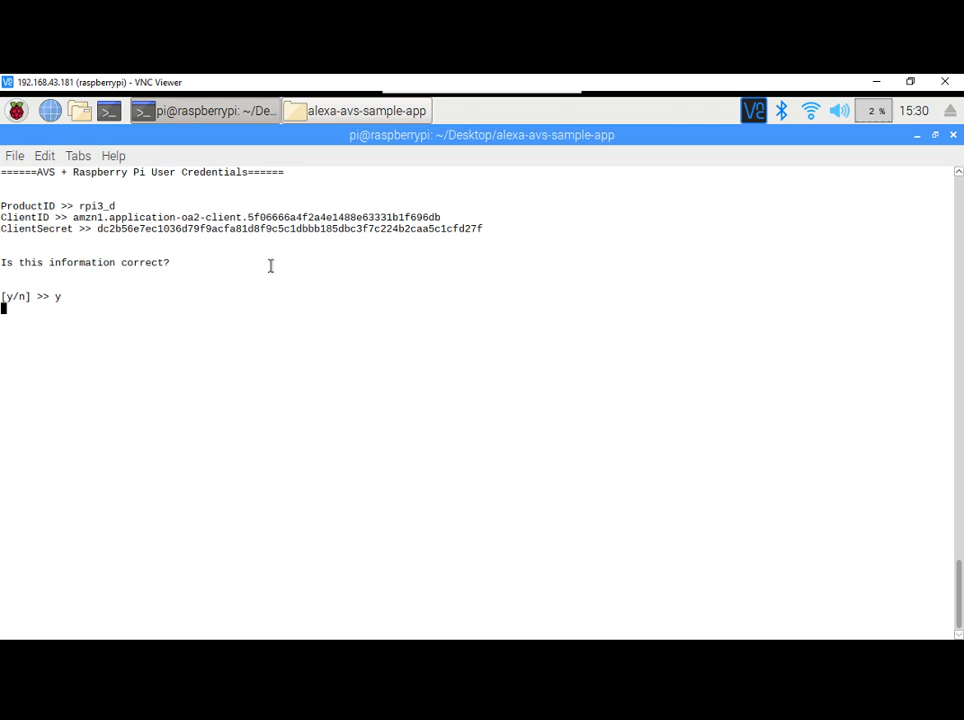 192.168.43.181 (raspberrypi) - VNC Viewer
pi@raspberrypi: ~/De... alexa-avs-sample-app 2 % 15:30
pi@raspberrypi: ~/Desktop/alexa-avs-sample-app
File Edit Tabs Help
======AVS + Raspberry Pi User Credentials======
ProductID >> rpi3_d
ClientID >> amzn1.application-oa2-client.5f06666a4f2a4e1488e63331b1f696db
ClientSecret >> dc2b56e7ec1036d79f9acfa81d8f9c5c1dbbb185dbc3f7c224b2caa5c1cfd27f
Is this information correct?
[y/n] >> y